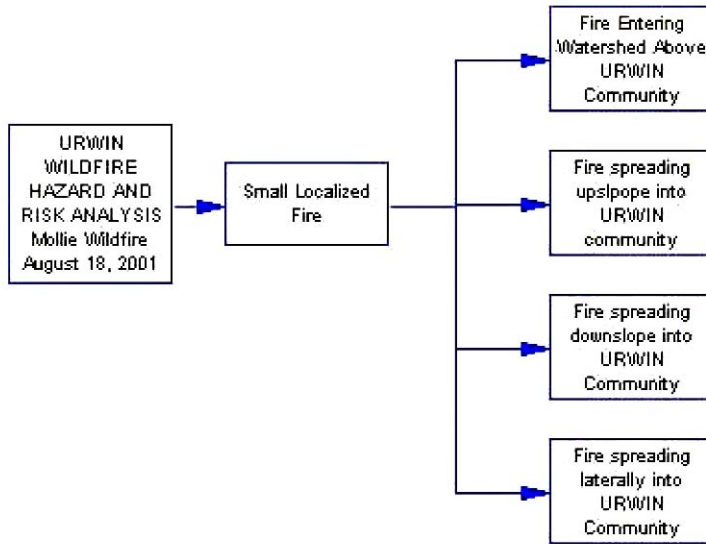 URWIN
WILDFIRE
HAZARD AND
RISK ANALYSIS
Mollie Wildfire
August 18, 2001
Small Localized
Fire
Fire Entering
Watershed Above
URWIN
Community
Fire spreading
upslpope into
URWIN
community
Fire spreading
downslope into
URWIN
Community
Fire spreading
laterally into
URWIN
Community